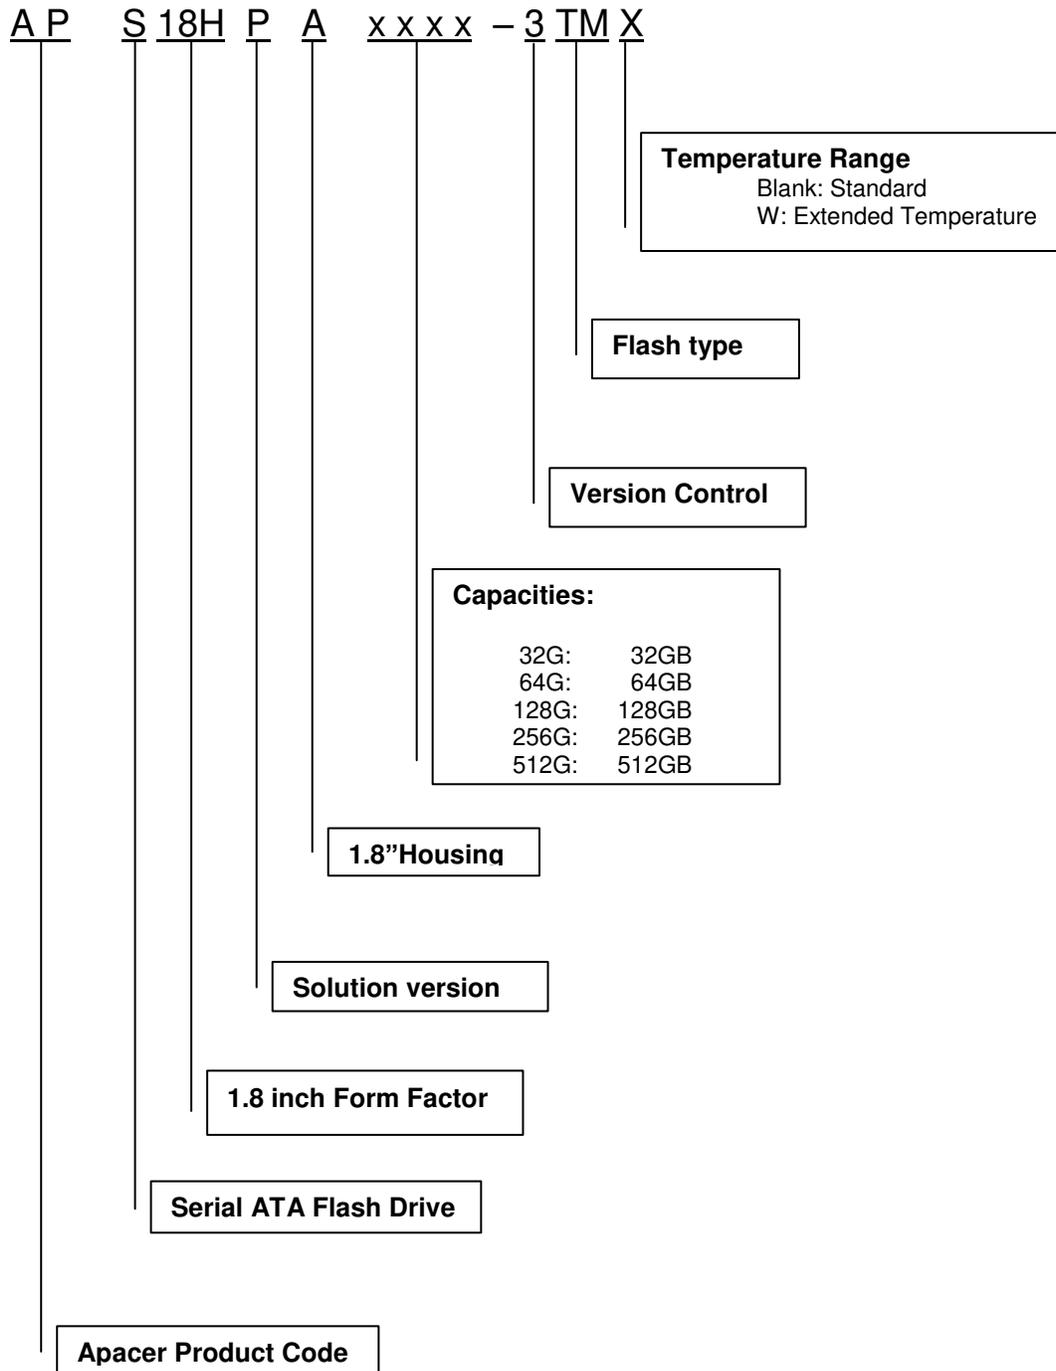 AP S 18H P A xxxx – 3 TM X
Temperature Range
Blank: Standard
W: Extended Temperature
Flash type
Version Control
Capacities:
32G: 32GB
64G: 64GB
128G: 128GB
256G: 256GB
512G: 512GB
1.8”Housing
Solution version
1.8 inch Form Factor
Serial ATA Flash Drive
Apacer Product Code